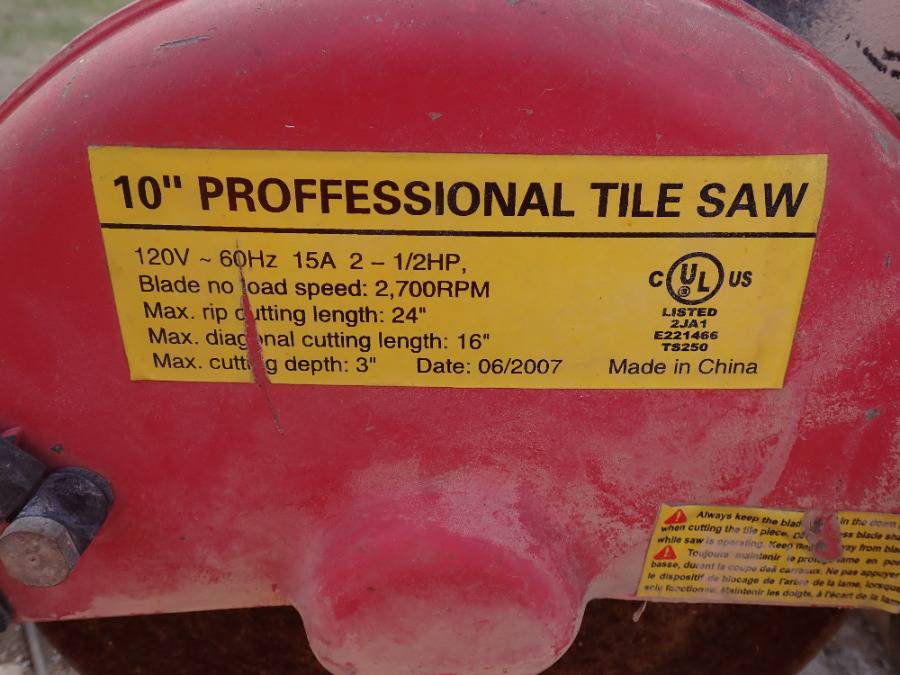 10" PROFFESSIONAL TILE SAW
120V ~ 60Hz 15A 2 – 1/2HP,
Blade no load speed: 2,700RPM
Max. rip cutting length: 24"
Max. diagonal cutting length: 16"
Max. cutting depth: 3" Date: 06/2007
C UL US
LISTED
2JA1
E221466
TS250
Made in China
Always keep the in the down
when cutting the tile piece. blade
while saw is operating. Keep from
Toujours maintenir le en
basse, durant la coupe des carreaux. Ne pas appuyer
le dispositif de blocage de l'arbre de la lame, lorsque
scie fonctionne. Maintenir les doigts, à l'écart de la